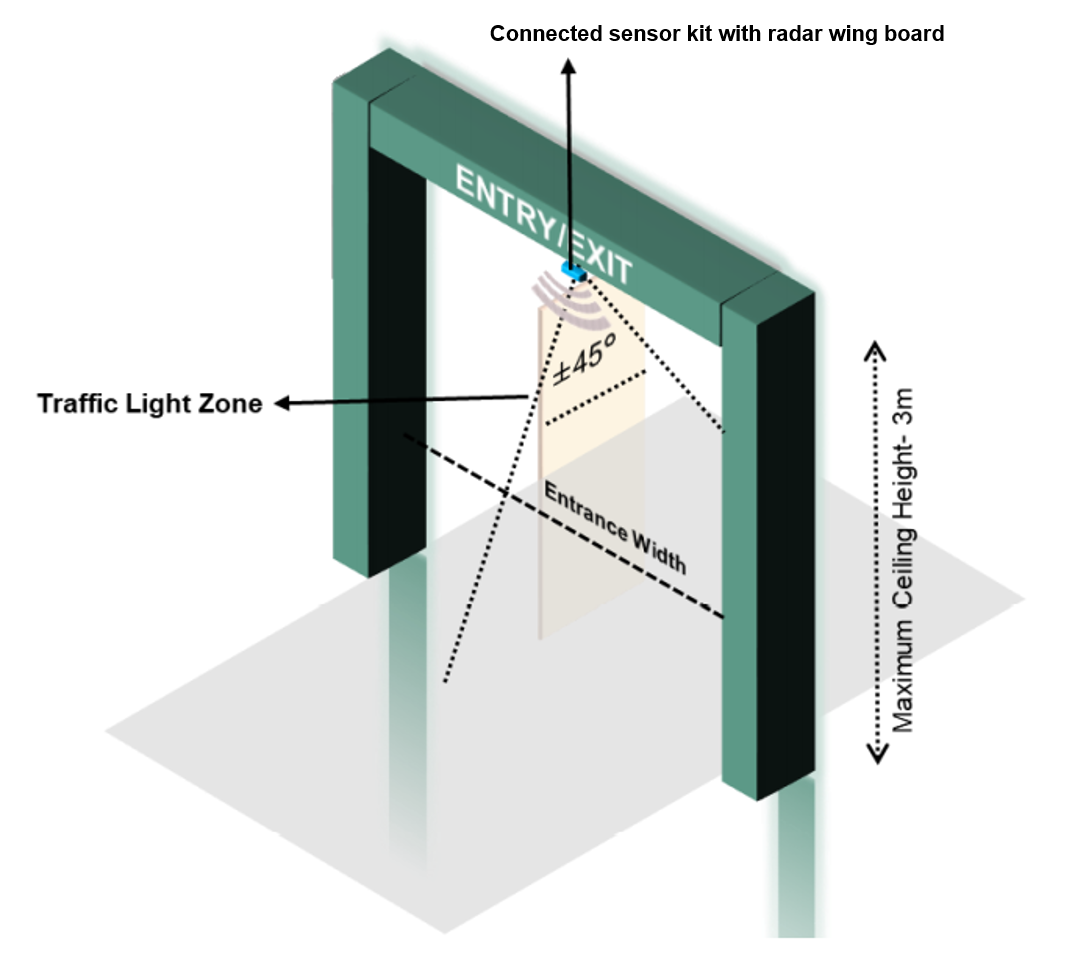 Connected sensor kit with radar wing board
ENTRY/EXIT
±45°
Traffic Light Zone
Entrance Width
Maximum Ceiling Height- 3m